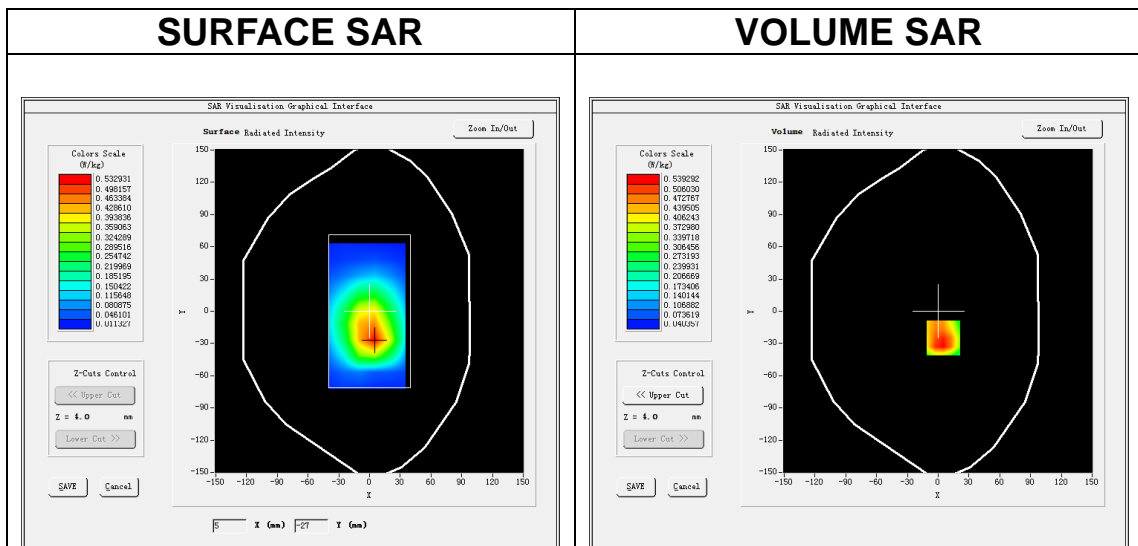 SURFACE SAR
VOLUME SAR
SAR Visualisation Graphical Interface
Surface Radiated Intensity
Zoom In/Out
Colors Scale
(W/kg)
0.532931
0.498157
0.463384
0.428610
0.393836
0.359063
0.324289
0.289516
0.254742
0.219969
0.185195
0.150422
0.115648
0.080875
0.046101
0.011327
150
120
90
60
30
0
-30
-60
-90
-120
-150
Y
-150 -120 -90 -60 -30 0 30 60 90 120 150
X
Z-Cuts Control
<< Upper Cut
Z = 4.0 mm
Lower Cut >>
SAVE Cancel
5 X (mm) -27 Y (mm)
SAR Visualisation Graphical Interface
Volume Radiated Intensity
Zoom In/Out
Colors Scale
(W/kg)
0.539292
0.506030
0.472767
0.439505
0.406243
0.372980
0.339718
0.306456
0.273193
0.239931
0.206669
0.173406
0.140144
0.106882
0.073619
0.040357
150
120
90
60
30
0
-30
-60
-90
-120
-150
Y
-150 -120 -90 -60 -30 0 30 60 90 120 150
X
Z-Cuts Control
<< Upper Cut
Z = 4.0 mm
Lower Cut >>
SAVE Cancel